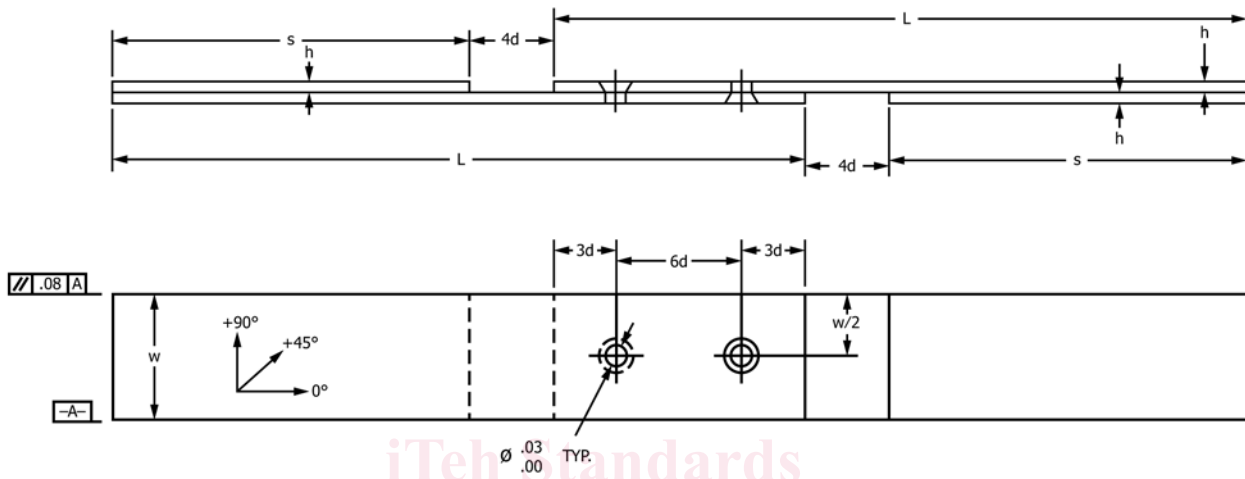 L
s
4d
h
h
h
L
4d
s
3d
6d
3d
// .08 A
w/2
+90°
+45°
w
0°
-A-
Ø .03 TYP.
.00
iTeh Standards